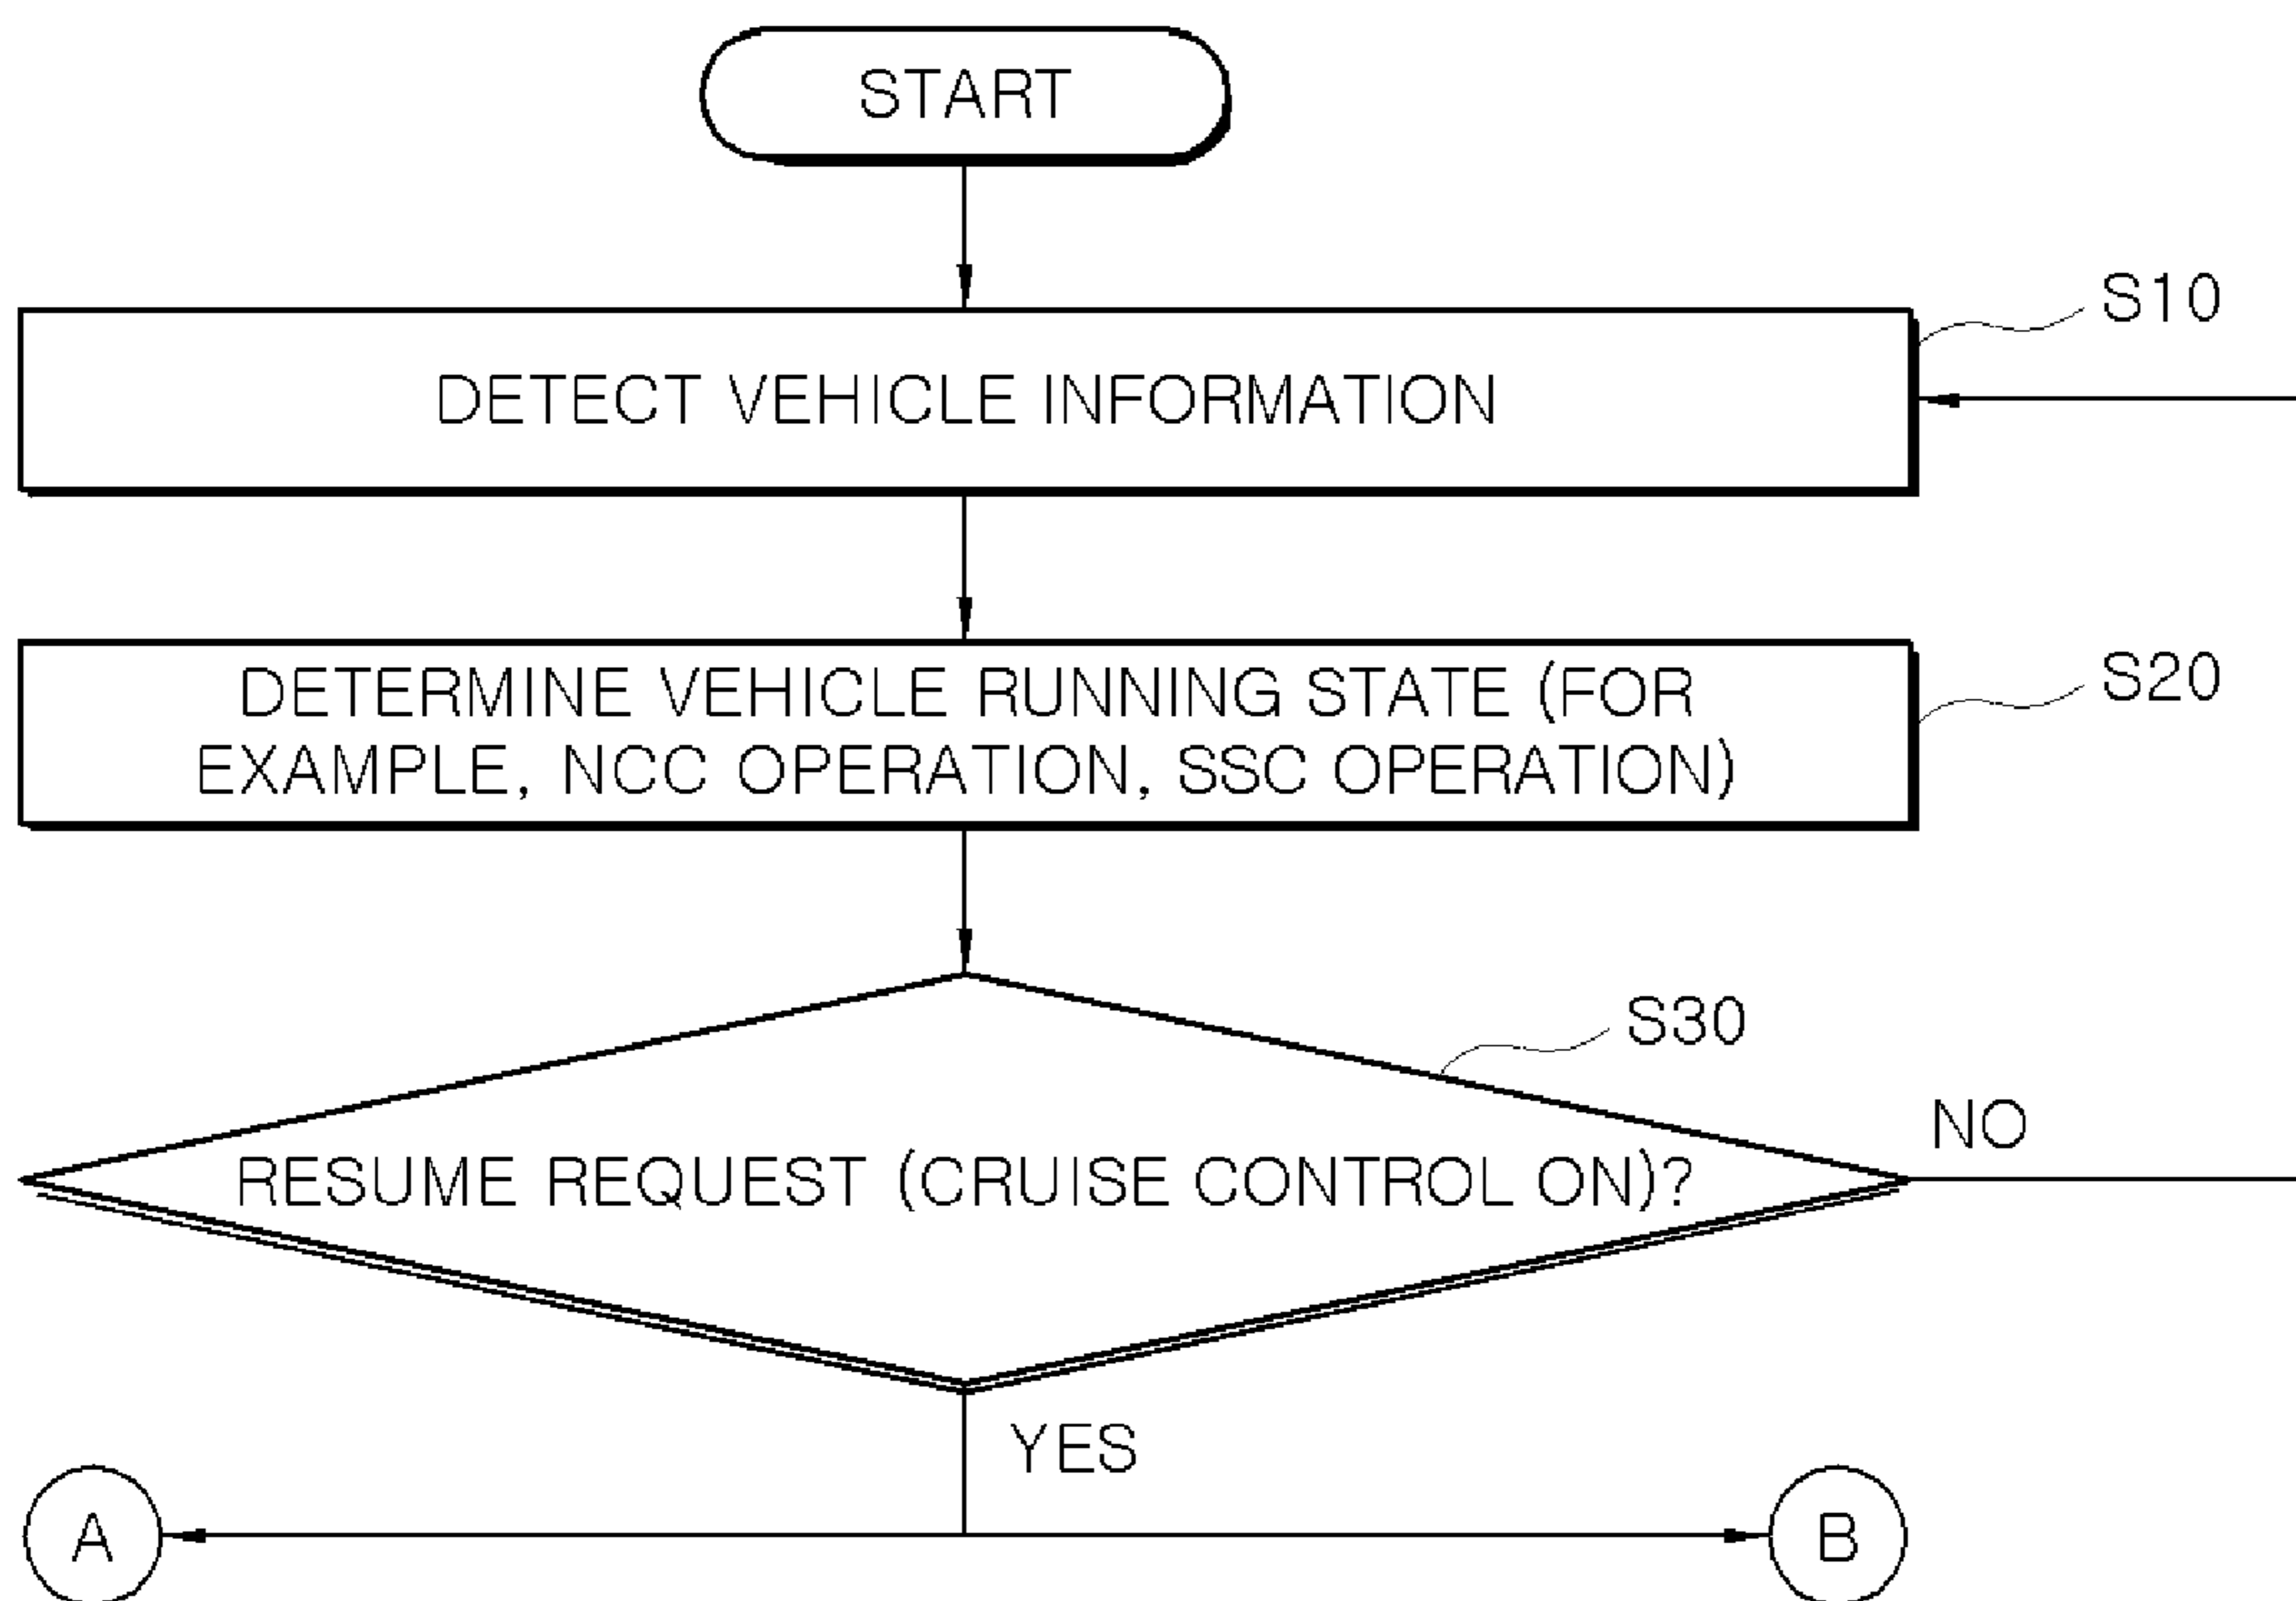 START
S10
DETECT VEHICLE INFORMATION
S20
DETERMINE VEHICLE RUNNING STATE (FOR
EXAMPLE, NCC OPERATION, SSC OPERATION)
S30
NO
RESUME REQUEST (CRUISE CONTROL ON)?
YES
A
B